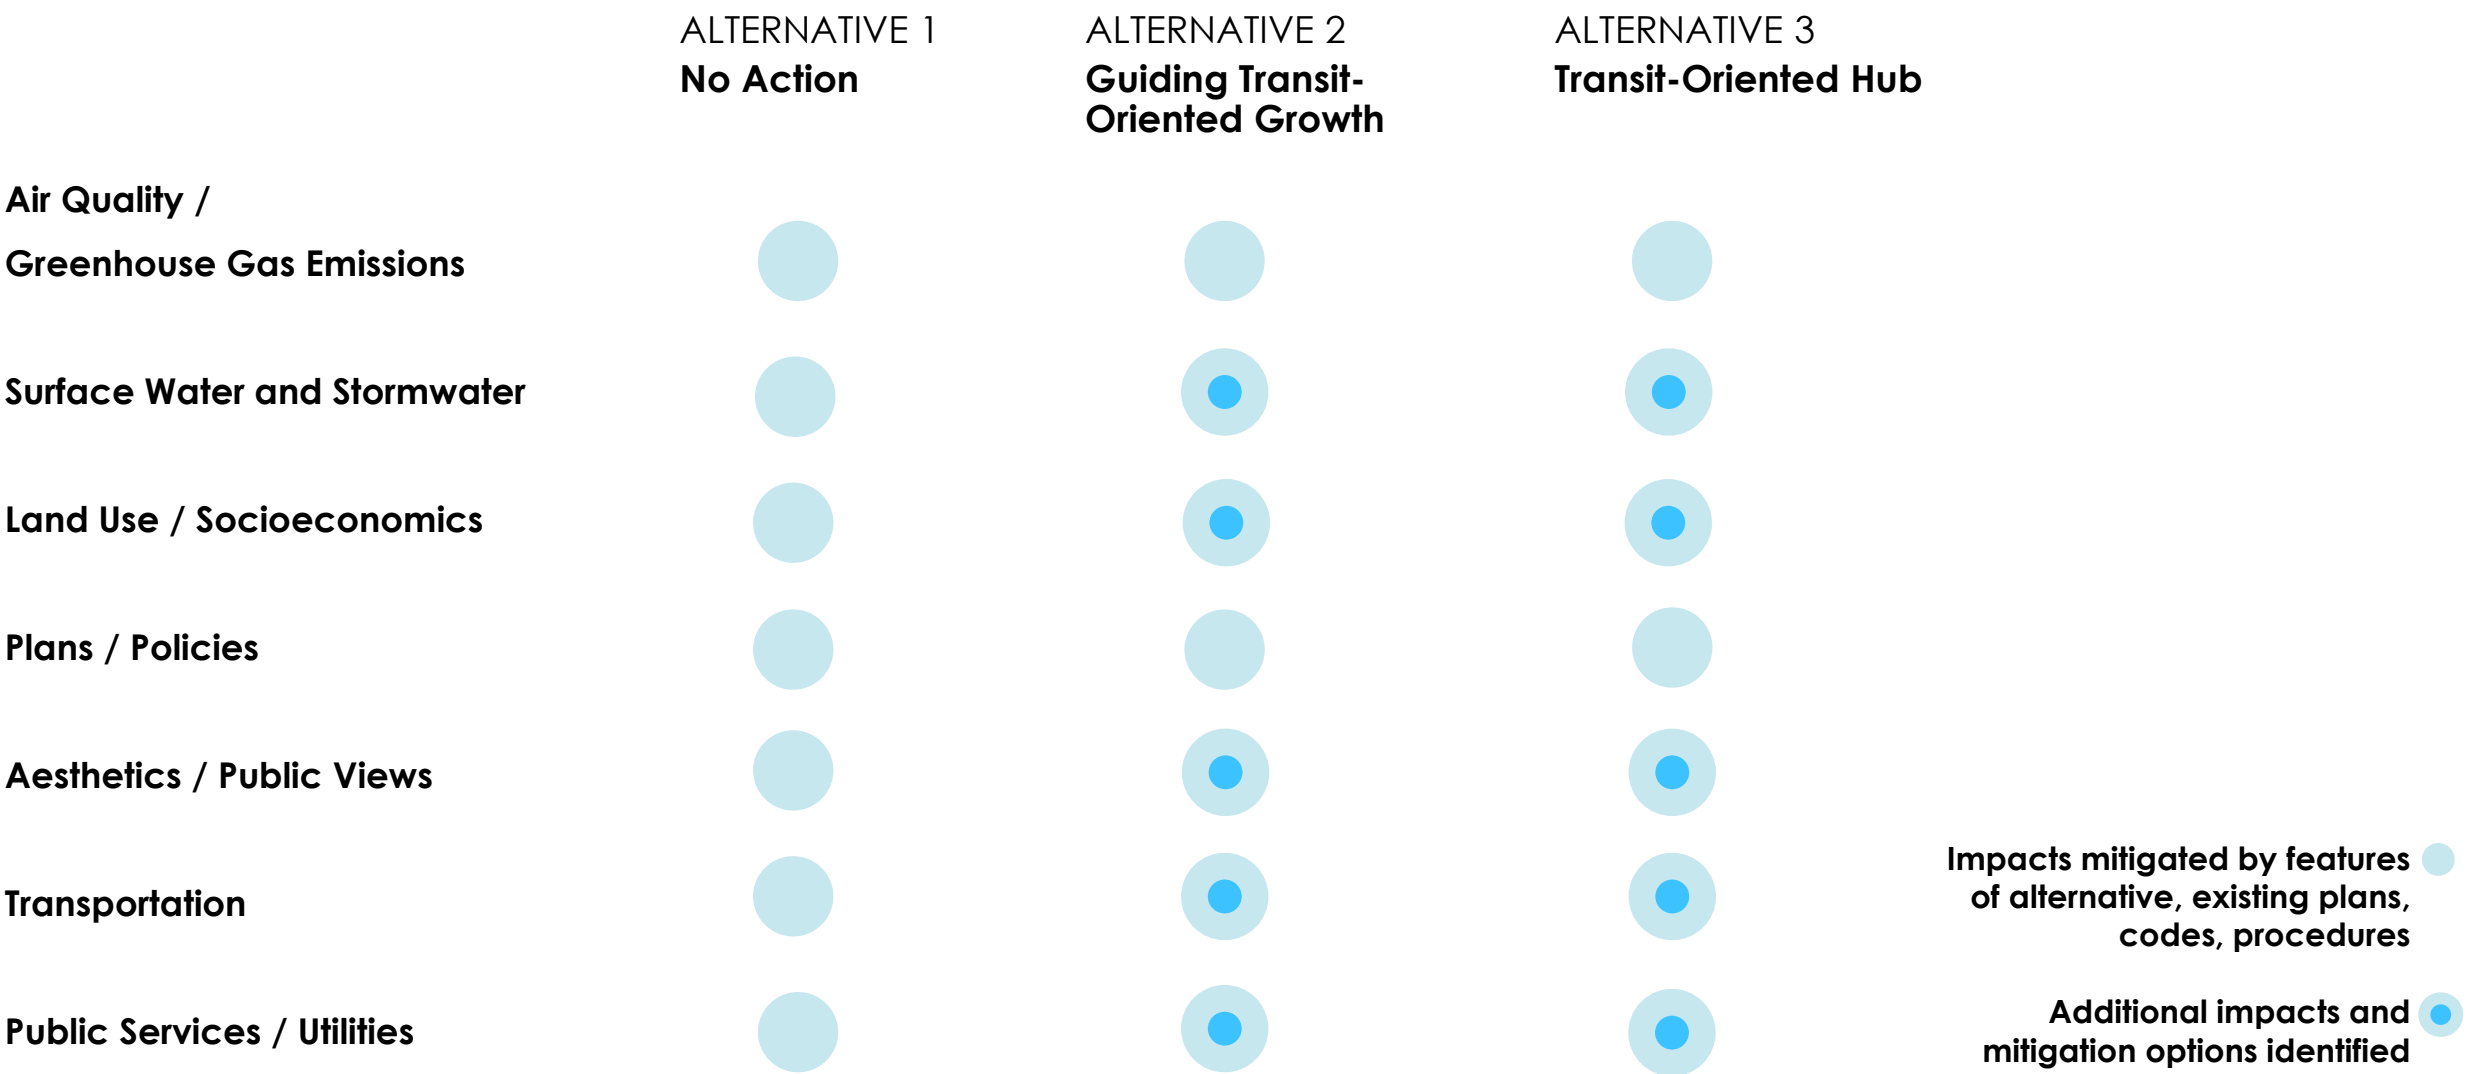 ALTERNATIVE 1
No Action
ALTERNATIVE 2
Guiding Transit-
Oriented Growth
ALTERNATIVE 3
Transit-Oriented Hub
Air Quality /
Greenhouse Gas Emissions
Surface Water and Stormwater
Land Use / Socioeconomics
Plans / Policies
Aesthetics / Public Views
Transportation
Public Services / Utilities
Impacts mitigated by features
of alternative, existing plans,
codes, procedures
Additional impacts and
mitigation options identified